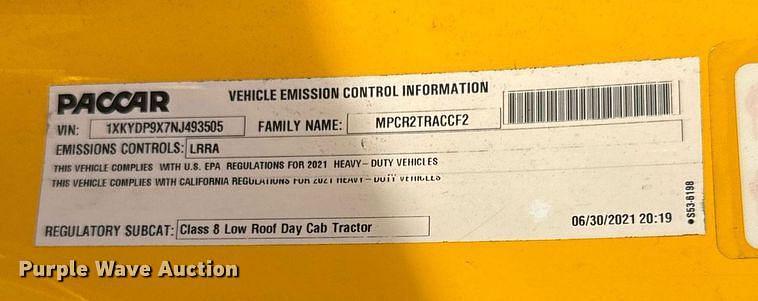 PACCAR
VEHICLE EMISSION CONTROL INFORMATION
VIN: 1XKYDP9X7NJ493505 FAMILY NAME: MPCR2TRACCF2
EMISSIONS CONTROLS: LRRA
THIS VEHICLE COMPLIES WITH U.S. EPA REGULATIONS FOR 2021 HEAVY-DUTY VEHICLES
THIS VEHICLE COMPLIES WITH CALIFORNIA REGULATIONS FOR 2021 HEAVY-DUTY VEHICLES
REGULATORY SUBCAT: Class 8 Low Roof Day Cab Tractor
06/30/2021 20:19
S53-6198
Purple Wave Auction